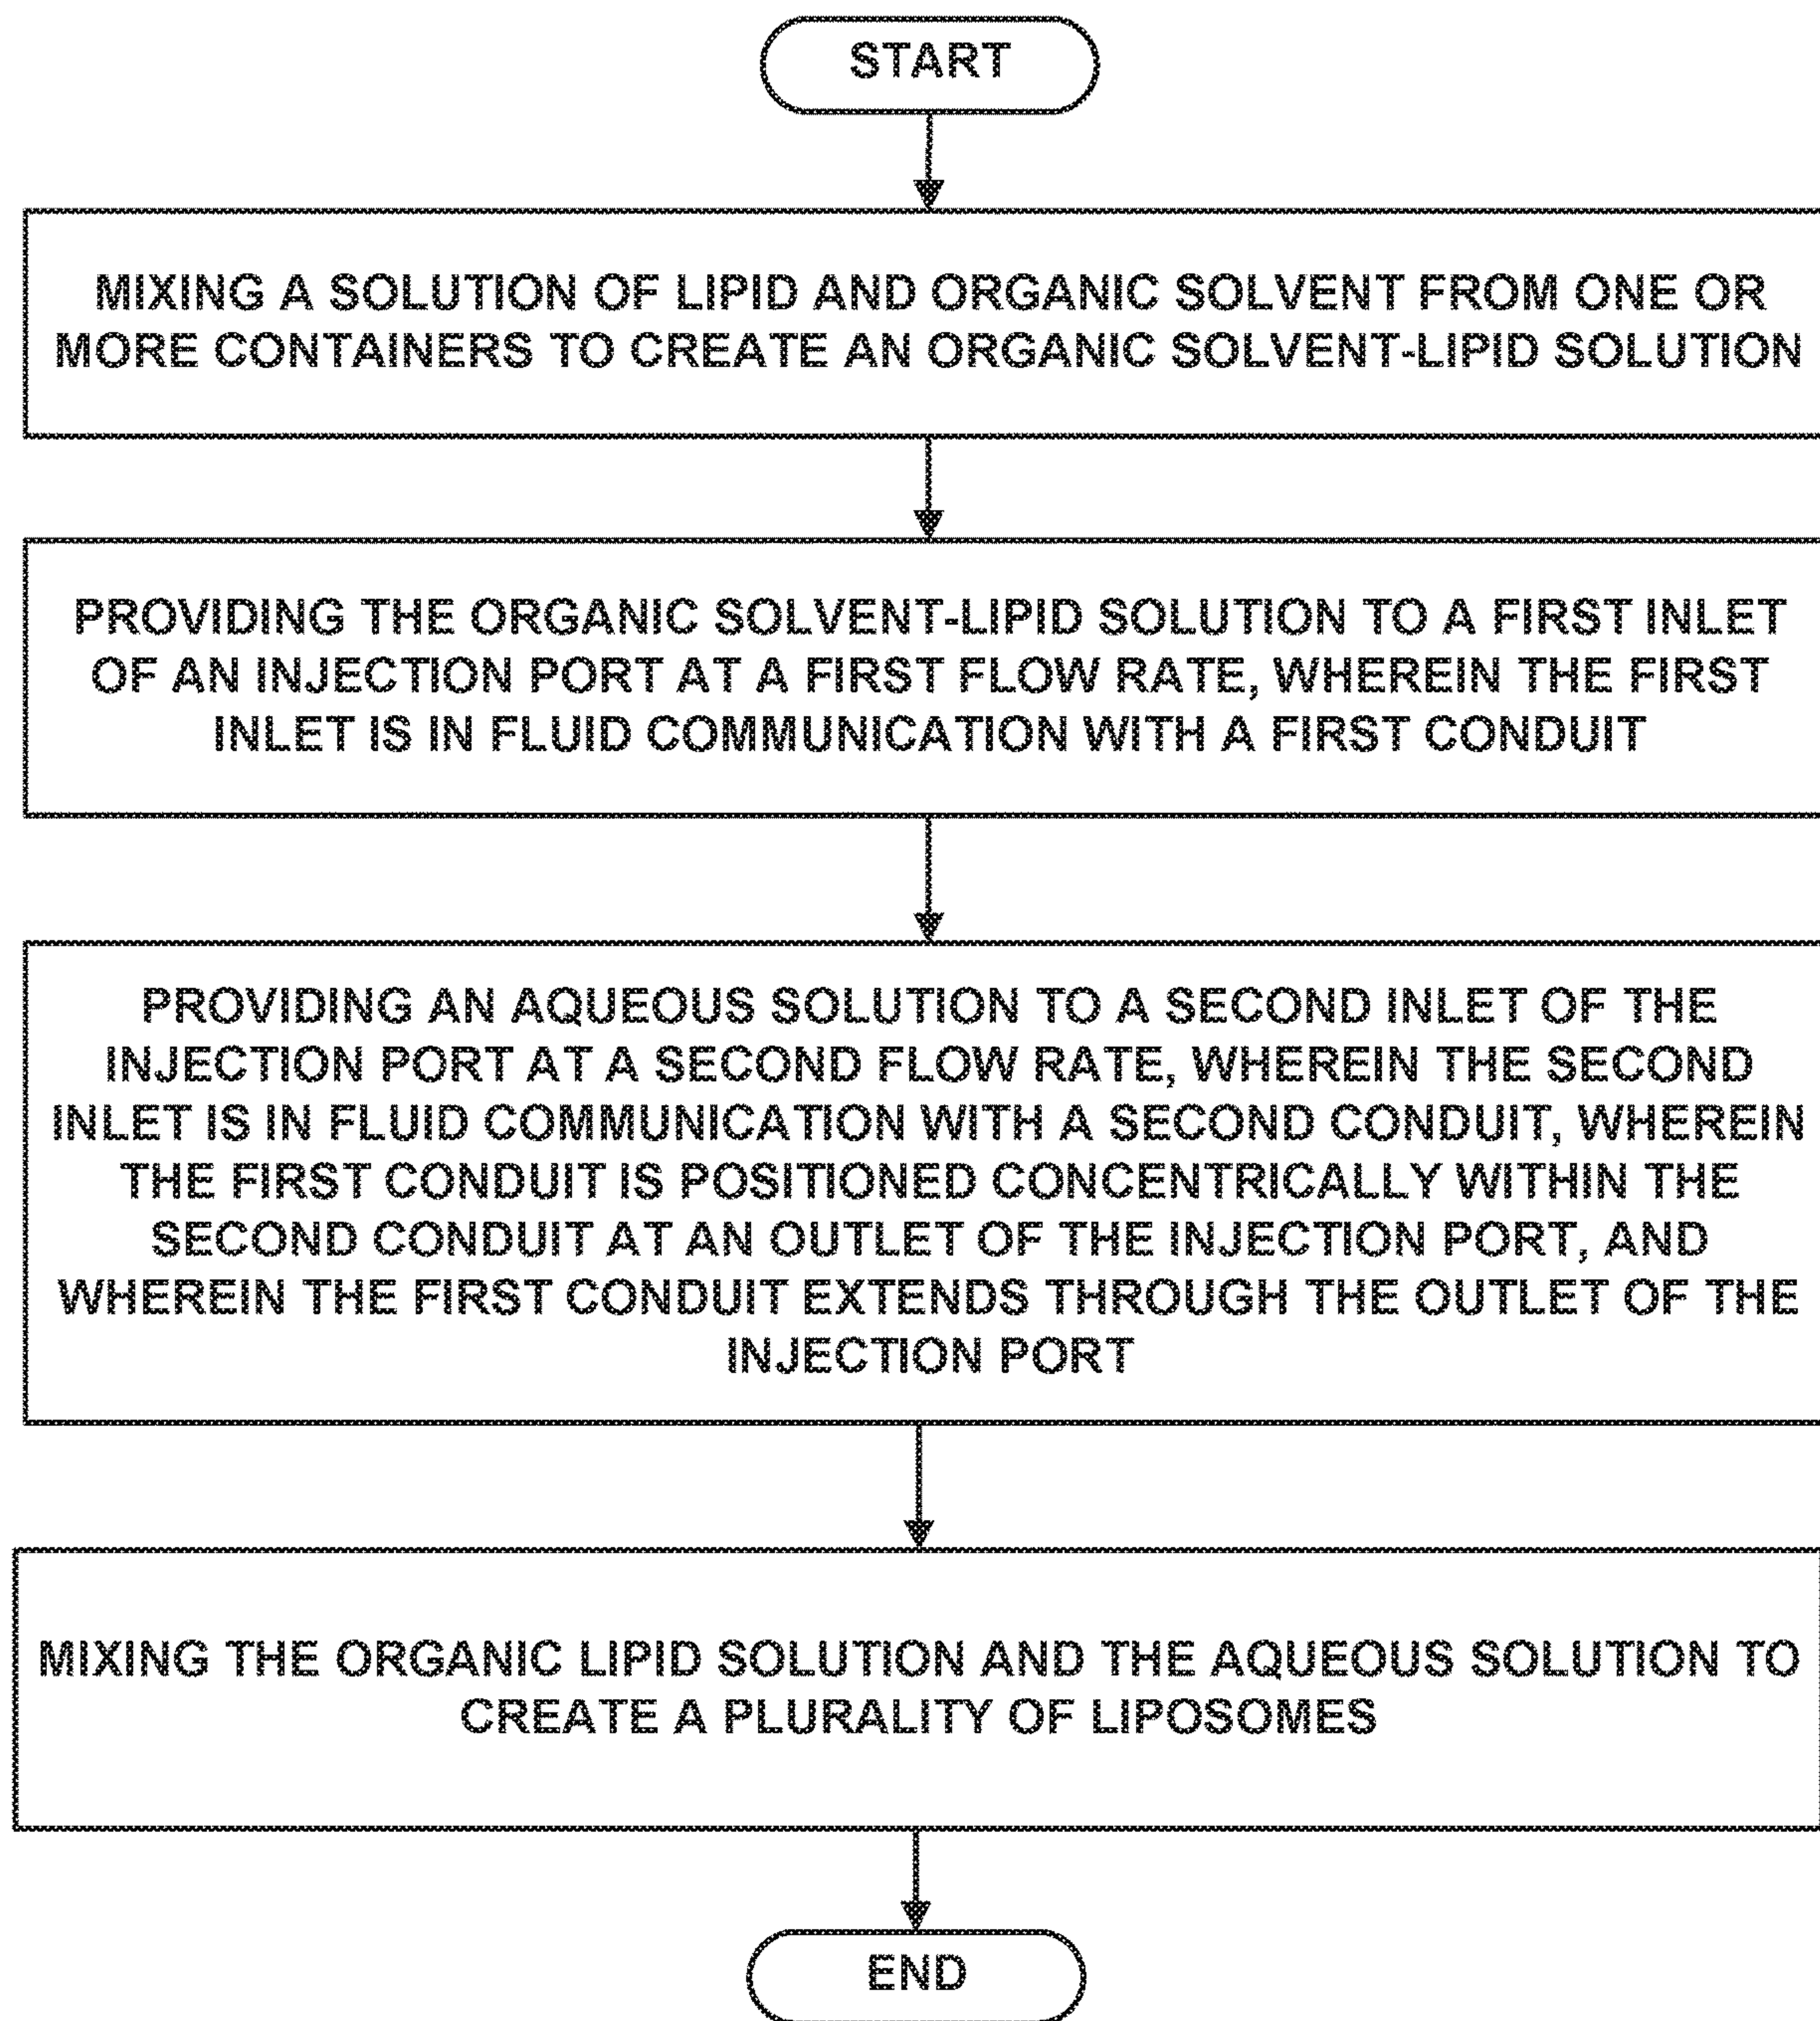 START
MIXING A SOLUTION OF LIPID AND ORGANIC SOLVENT FROM ONE OR
MORE CONTAINERS TO CREATE AN ORGANIC SOLVENT-LIPID SOLUTION
PROVIDING THE ORGANIC SOLVENT-LIPID SOLUTION TO A FIRST INLET
OF AN INJECTION PORT AT A FIRST FLOW RATE, WHEREIN THE FIRST
INLET IS IN FLUID COMMUNICATION WITH A FIRST CONDUIT
PROVIDING AN AQUEOUS SOLUTION TO A SECOND INLET OF THE
INJECTION PORT AT A SECOND FLOW RATE, WHEREIN THE SECOND
INLET IS IN FLUID COMMUNICATION WITH A SECOND CONDUIT, WHEREIN
THE FIRST CONDUIT IS POSITIONED CONCENTRICALLY WITHIN THE
SECOND CONDUIT AT AN OUTLET OF THE INJECTION PORT, AND
WHEREIN THE FIRST CONDUIT EXTENDS THROUGH THE OUTLET OF THE
INJECTION PORT
MIXING THE ORGANIC LIPID SOLUTION AND THE AQUEOUS SOLUTION TO
CREATE A PLURALITY OF LIPOSOMES
END